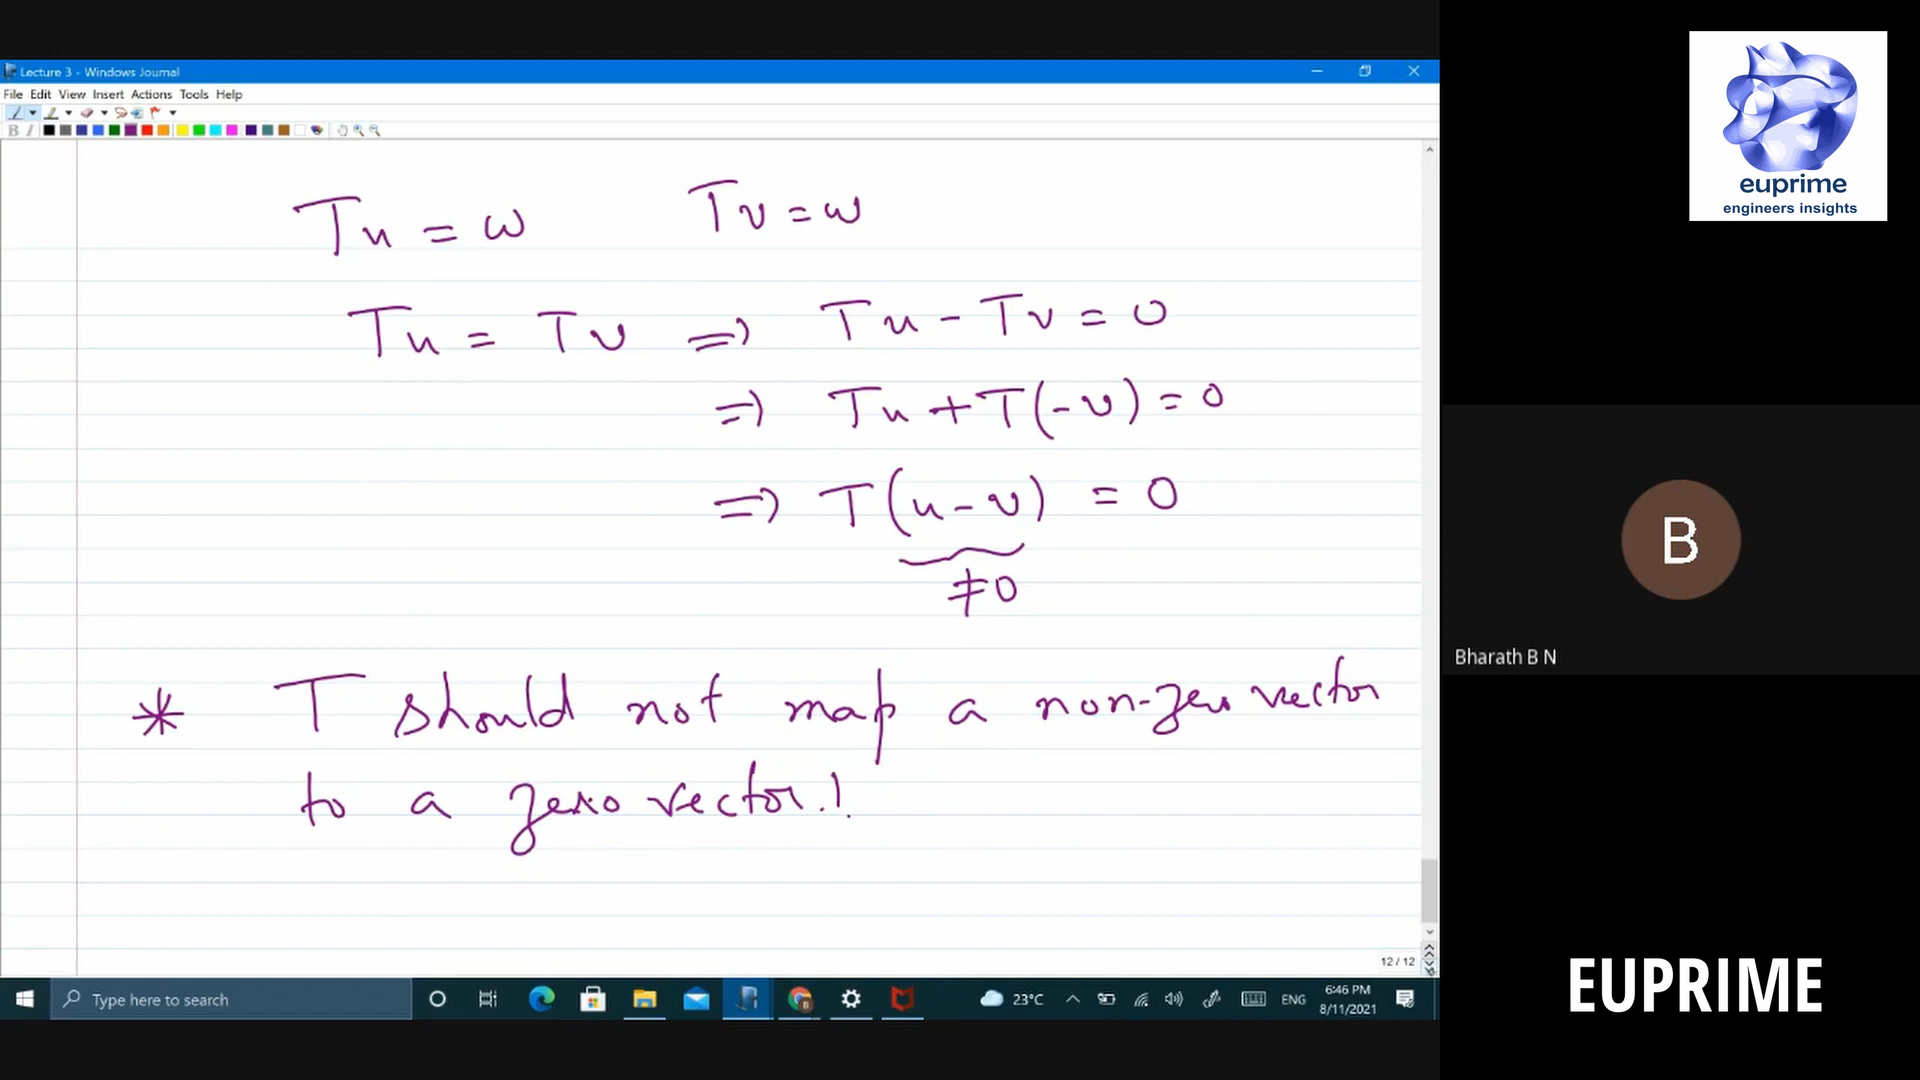 Lecture 3 - Windows Journal
File Edit View Insert Actions Tools Help
B I
Tu = w Tv = w
Tu = Tv ⇒ Tu - Tv = 0
⇒ Tu + T(-v) = 0
⇒ T(u - v) = 0
≠0
* T should not map a non-zero vector
to a zero vector.!
12 / 12
Type here to search
23°C
ENG
6:46 PM
8/11/2021
euprime
engineers insights
B
Bharath B N
EUPRIME